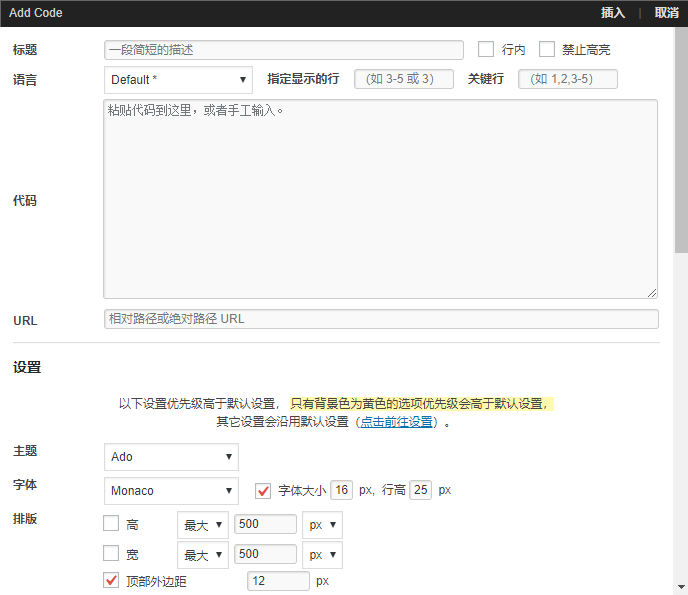 Add Code 插入 | 取消
标题 一段简短的描述 行内 禁止高亮
语言 Default * 指定显示的行 (如 3-5 或 3) 关键行 (如 1,2,3-5)
粘贴代码到这里，或者手工输入。
代码
URL 相对路径或绝对路径 URL
设置
以下设置优先级高于默认设置， 只有背景色为黄色的选项优先级会高于默认设置，
其它设置会沿用默认设置（点击前往设置）。
主题 Ado
字体 Monaco 字体大小 16 px, 行高 25 px
排版 高 最大 500 px
宽 最大 500 px
顶部外边距 12 px